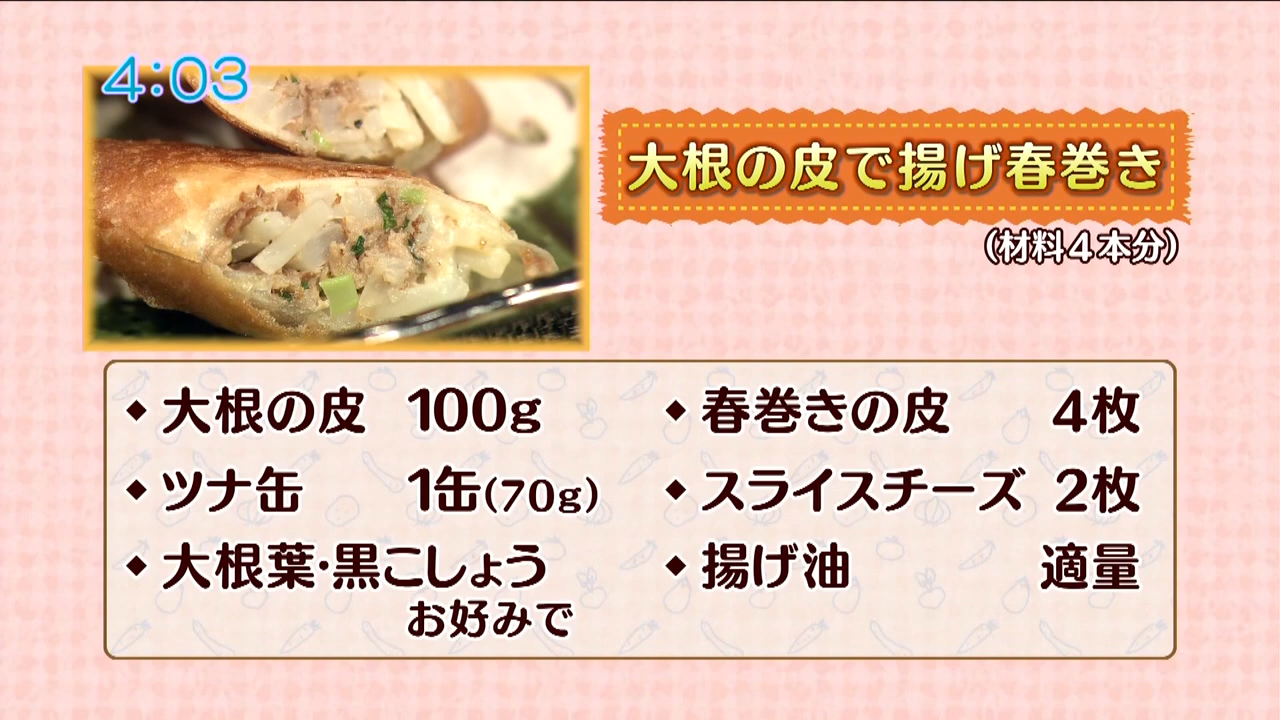 4:03
大根の皮で揚げ春巻き
(材料4本分)
◆大根の皮 100g
◆ツナ缶 1缶(70g)
◆大根葉・黒こしょう
お好みで
◆春巻きの皮 4枚
◆スライスチーズ 2枚
◆揚げ油 適量